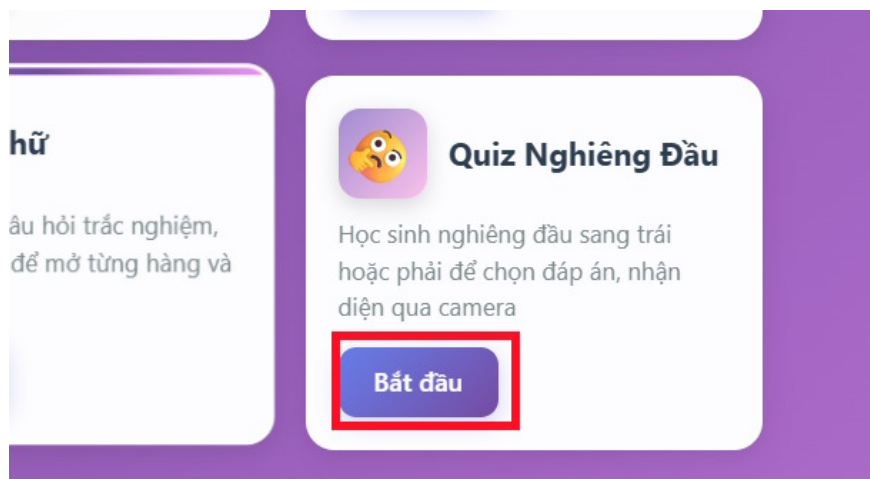 hữ
âu hỏi trắc nghiệm,
để mở từng hàng và
Quiz Nghiêng Đầu
Học sinh nghiêng đầu sang trái
hoặc phải để chọn đáp án, nhận
diện qua camera
Bắt đầu